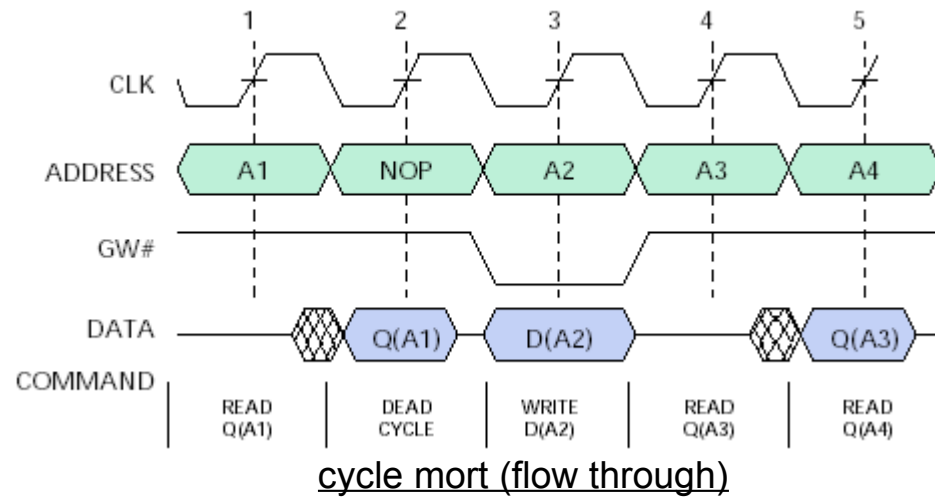 1 2 3 4 5
CLK
ADDRESS A1 NOP A2 A3 A4
GW#
DATA Q(A1) D(A2) Q(A3)
COMMAND
READ DEAD WRITE READ READ
Q(A1) CYCLE D(A2) Q(A3) Q(A4)
cycle mort (flow through)